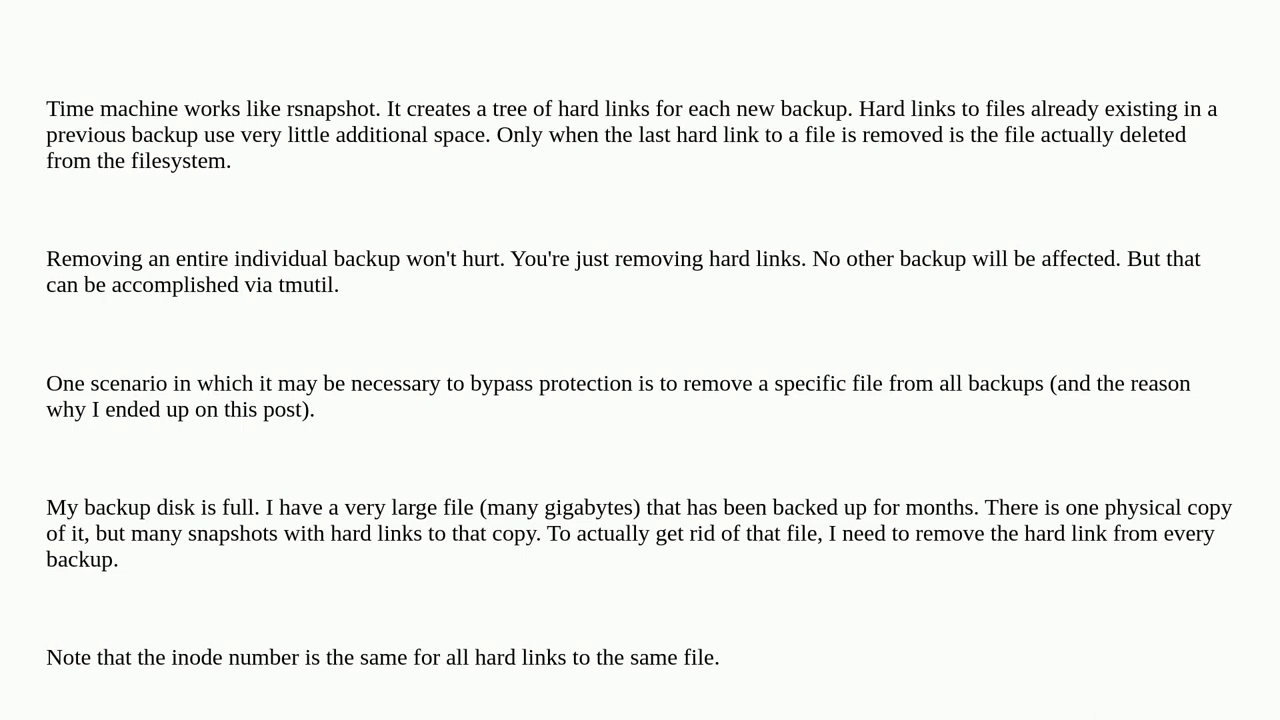 Time machine works like rsnapshot. It creates a tree of hard links for each new backup. Hard links to files already existing in a
previous backup use very little additional space. Only when the last hard link to a file is removed is the file actually deleted
from the filesystem.
Removing an entire individual backup won't hurt. You're just removing hard links. No other backup will be affected. But that
can be accomplished via tmutil.
One scenario in which it may be necessary to bypass protection is to remove a specific file from all backups (and the reason
why I ended up on this post).
My backup disk is full. I have a very large file (many gigabytes) that has been backed up for months. There is one physical copy
of it, but many snapshots with hard links to that copy. To actually get rid of that file, I need to remove the hard link from every
backup.
Note that the inode number is the same for all hard links to the same file.